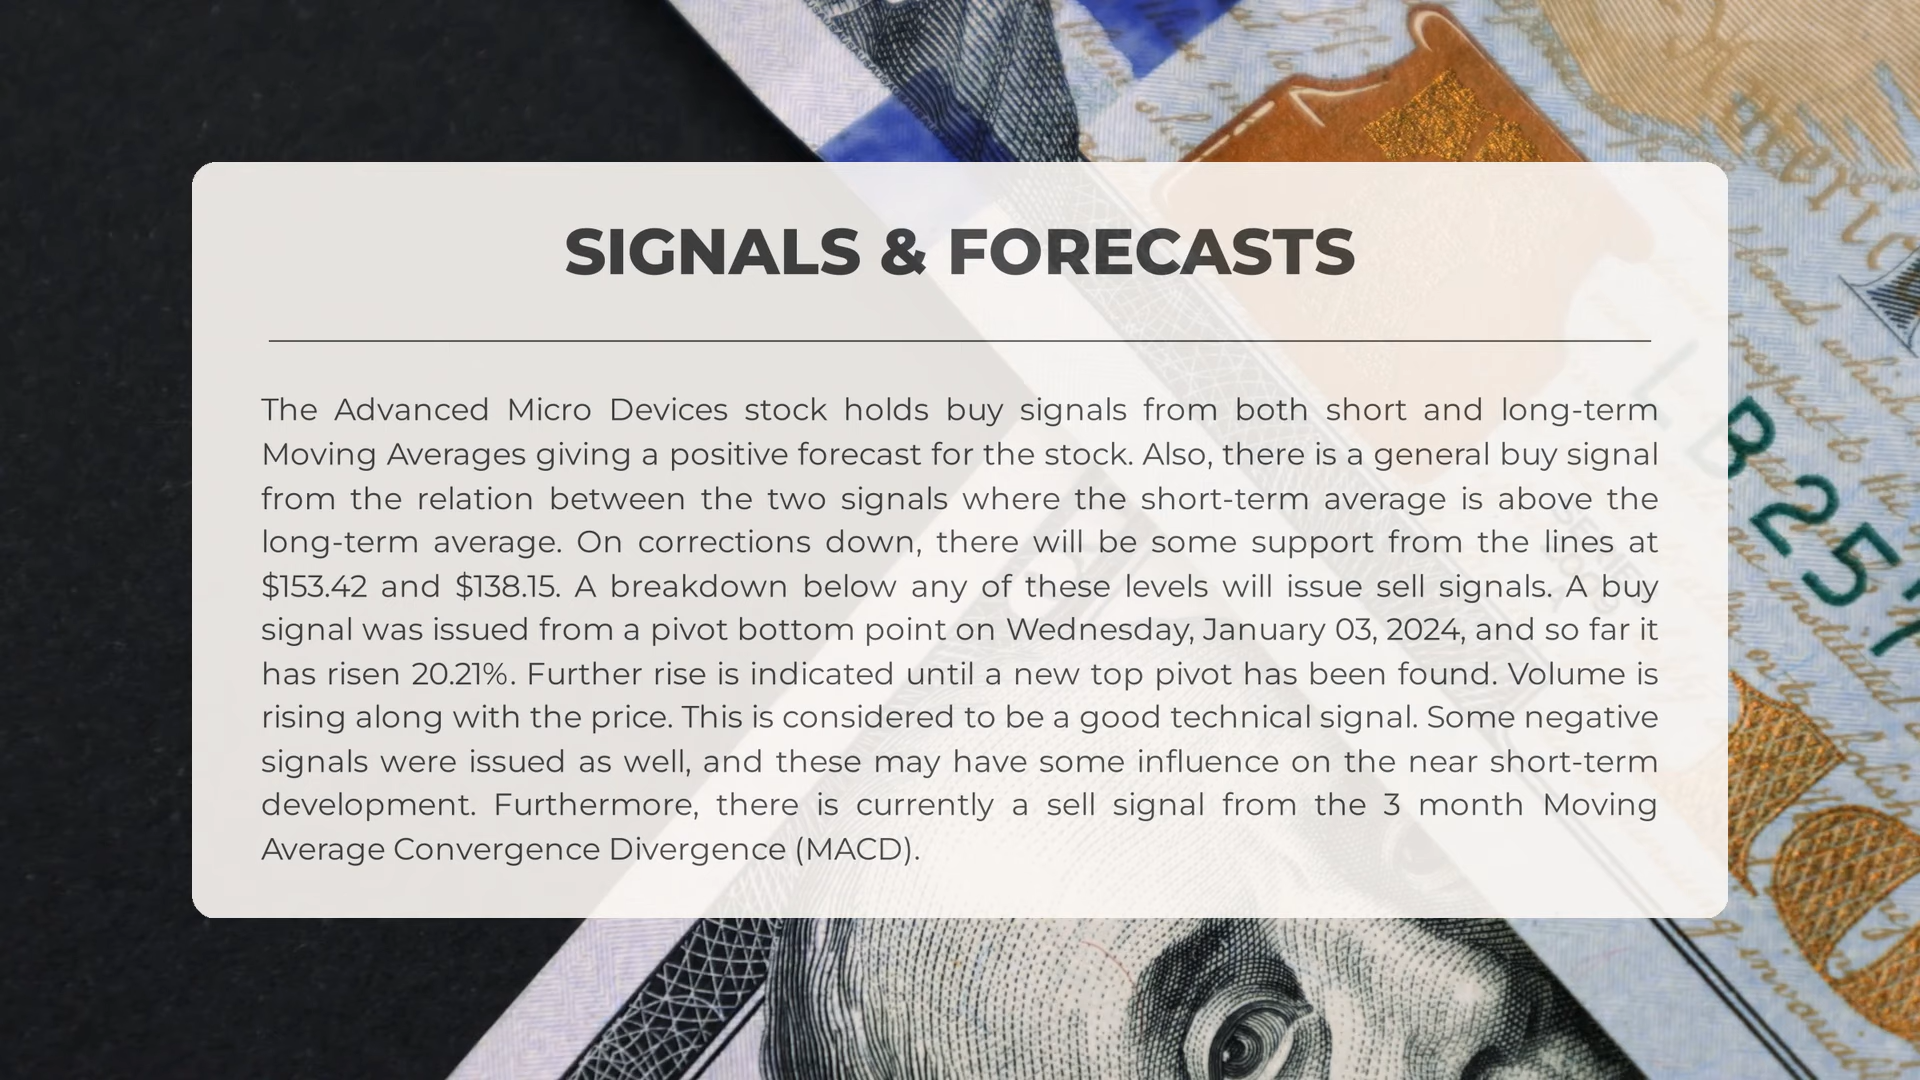 SIGNALS & FORECASTS
The Advanced Micro Devices stock holds buy signals from both short and long-term
Moving Averages giving a positive forecast for the stock. Also, there is a general buy signal
from the relation between the two signals where the short-term average is above the
long-term average. On corrections down, there will be some support from the lines at
$153.42 and $138.15. A breakdown below any of these levels will issue sell signals. A buy
signal was issued from a pivot bottom point on Wednesday, January 03, 2024, and so far it
has risen 20.21%. Further rise is indicated until a new top pivot has been found. Volume is
rising along with the price. This is considered to be a good technical signal. Some negative
signals were issued as well, and these may have some influence on the near short-term
development. Furthermore, there is currently a sell signal from the 3 month Moving
Average Convergence Divergence (MACD).
LB257